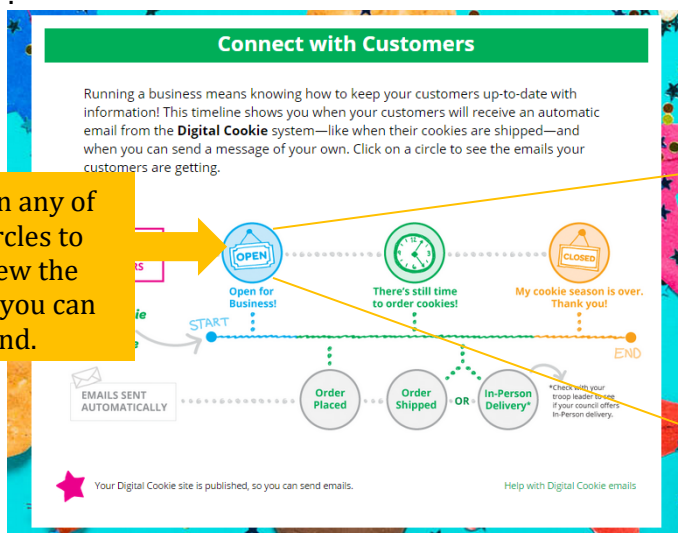 Connect with Customers
Running a business means knowing how to keep your customers up-to-date with
information! This timeline shows you when your customers will receive an automatic
email from the Digital Cookie system—like when their cookies are shipped—and
when you can send a message of your own. Click on a circle to see the emails your
customers are getting.
n any of
rcles to
ew the
you can
nd.
RS
OPEN
CLOSED
Open for
Business!
There's still time
to order cookies!
My cookie season is over.
Thank you!
kie
e
START
END
EMAILS SENT
AUTOMATICALLY
Order
Placed
Order
Shipped
OR
In-Person
Delivery*
*Check with your
troop leader to see
if your council offers
In-Person delivery.
Your Digital Cookie site is published, so you can send emails.
Help with Digital Cookie emails